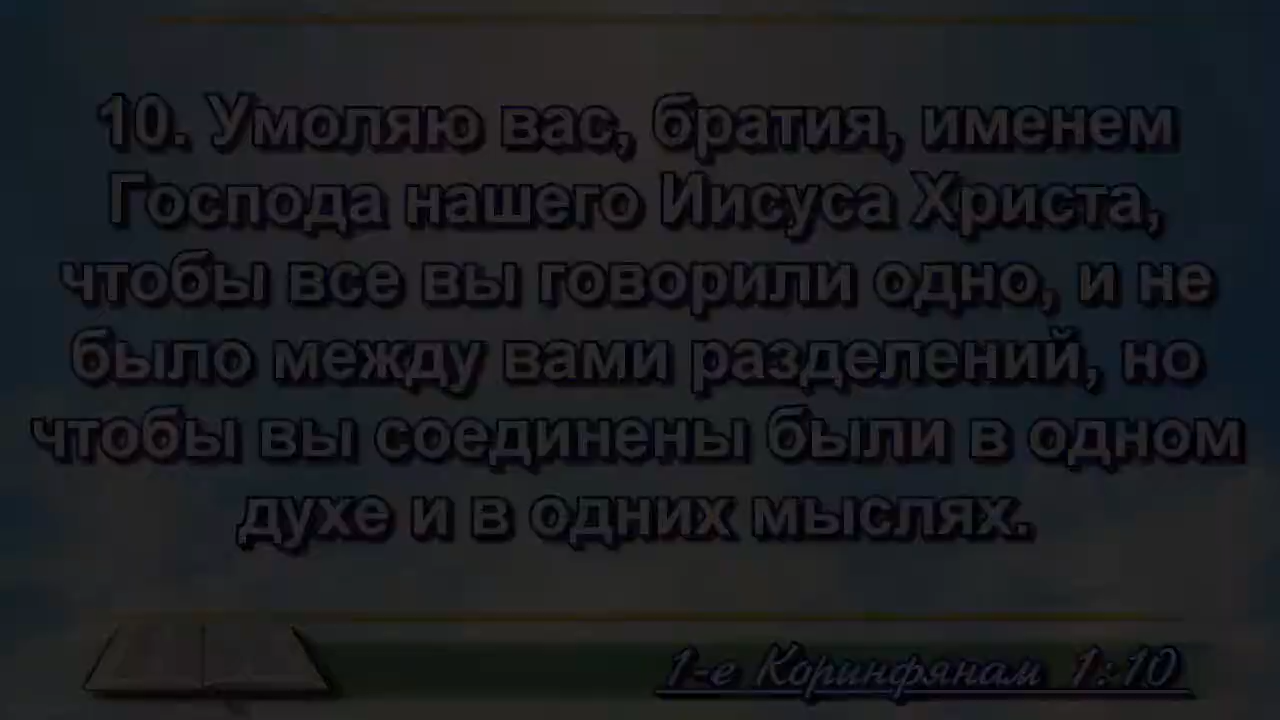 10. Умоляю вас, братия, именем
Господа нашего Иисуса Христа,
чтобы все вы говорили одно, и не
было между вами разделений, но
чтобы вы соединены были в одном
духе и в одних мыслях.
1-е Коринфянам 1:10